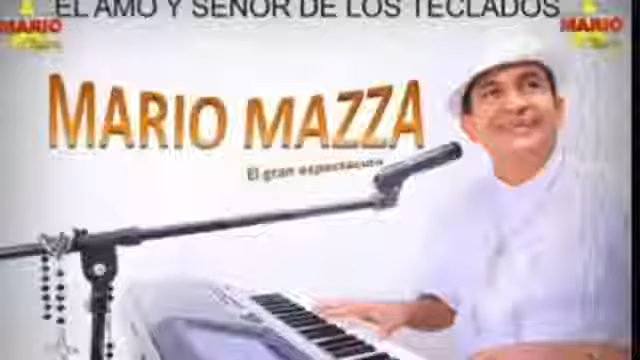 EL AMO Y SEÑOR DE LOS TECLADOS
MARIO
MARIO
MARIO MAZZA
El gran espectaculo